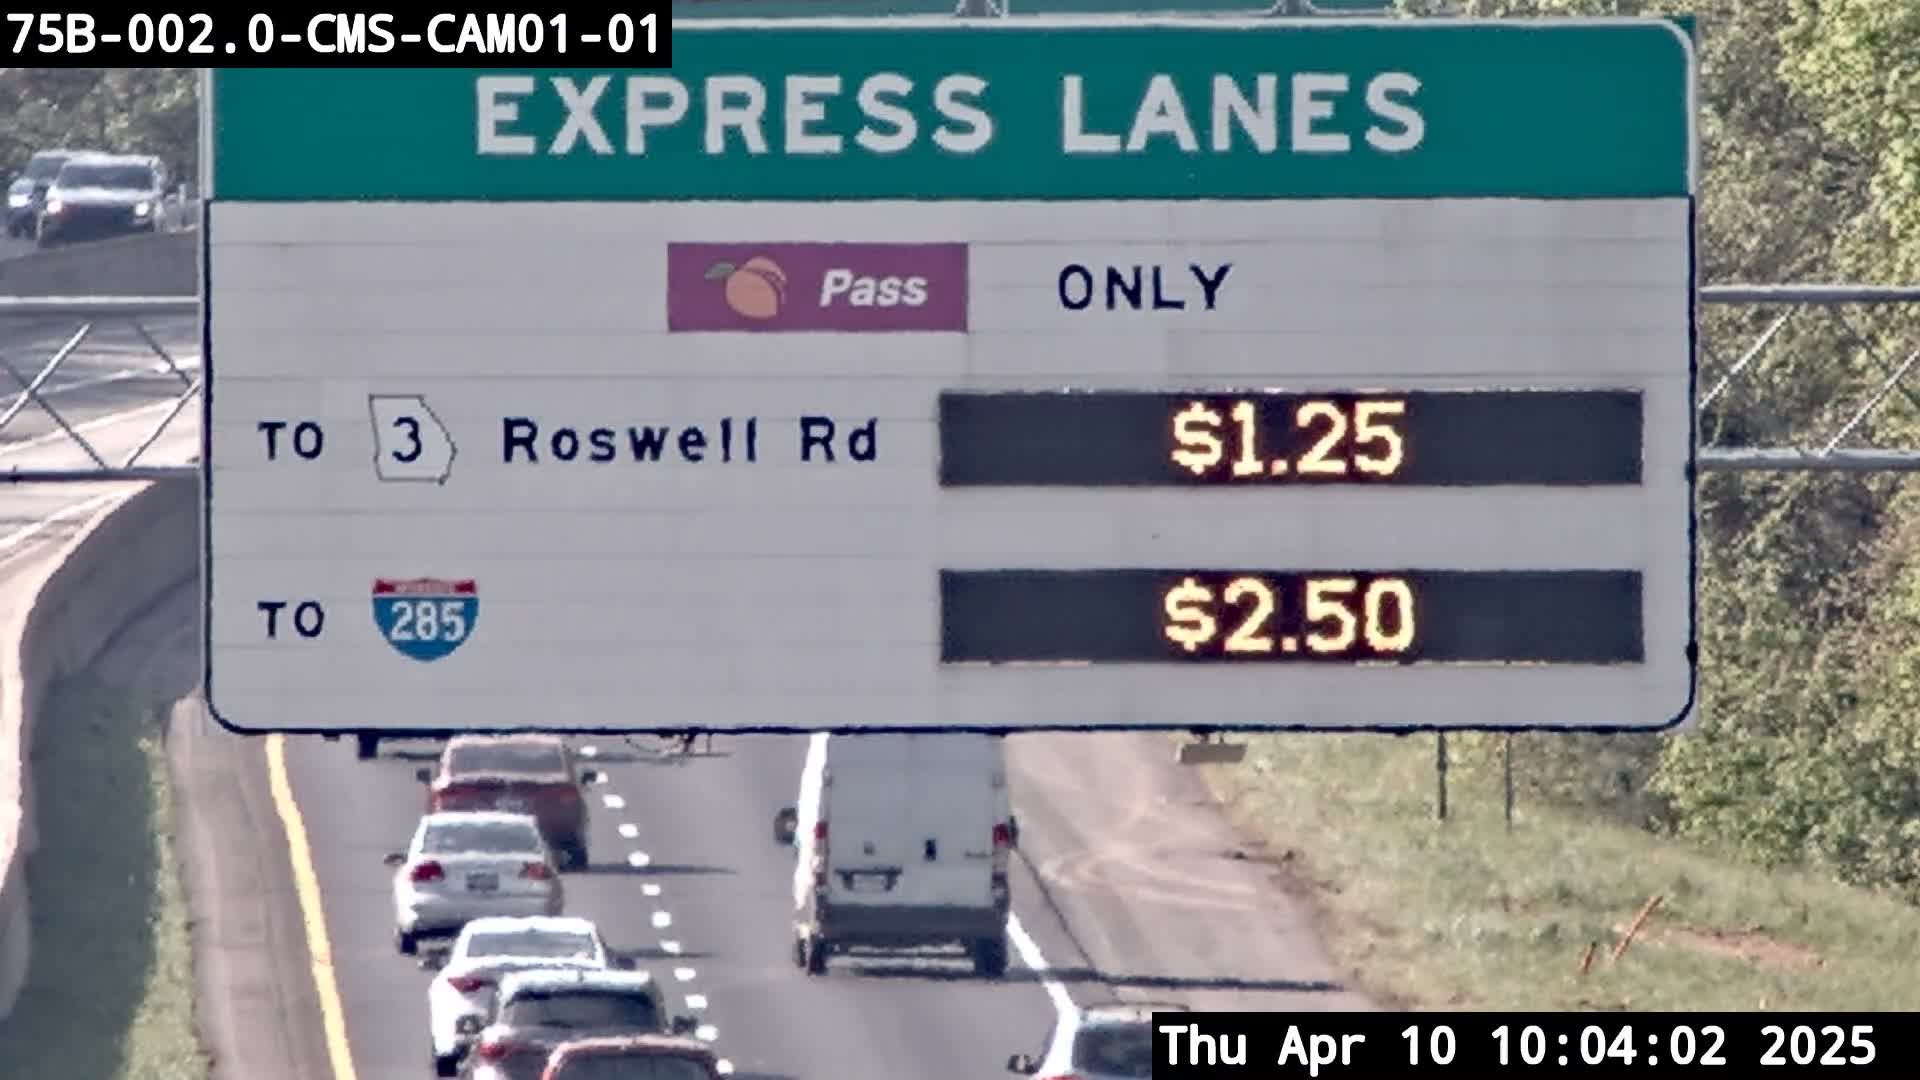 75B-002.0-CMS-CAM01-01
EXPRESS LANES
Pass ONLY
TO 3 Roswell Rd $1.25
TO 285 $2.50
Thu Apr 10 10:04:02 2025